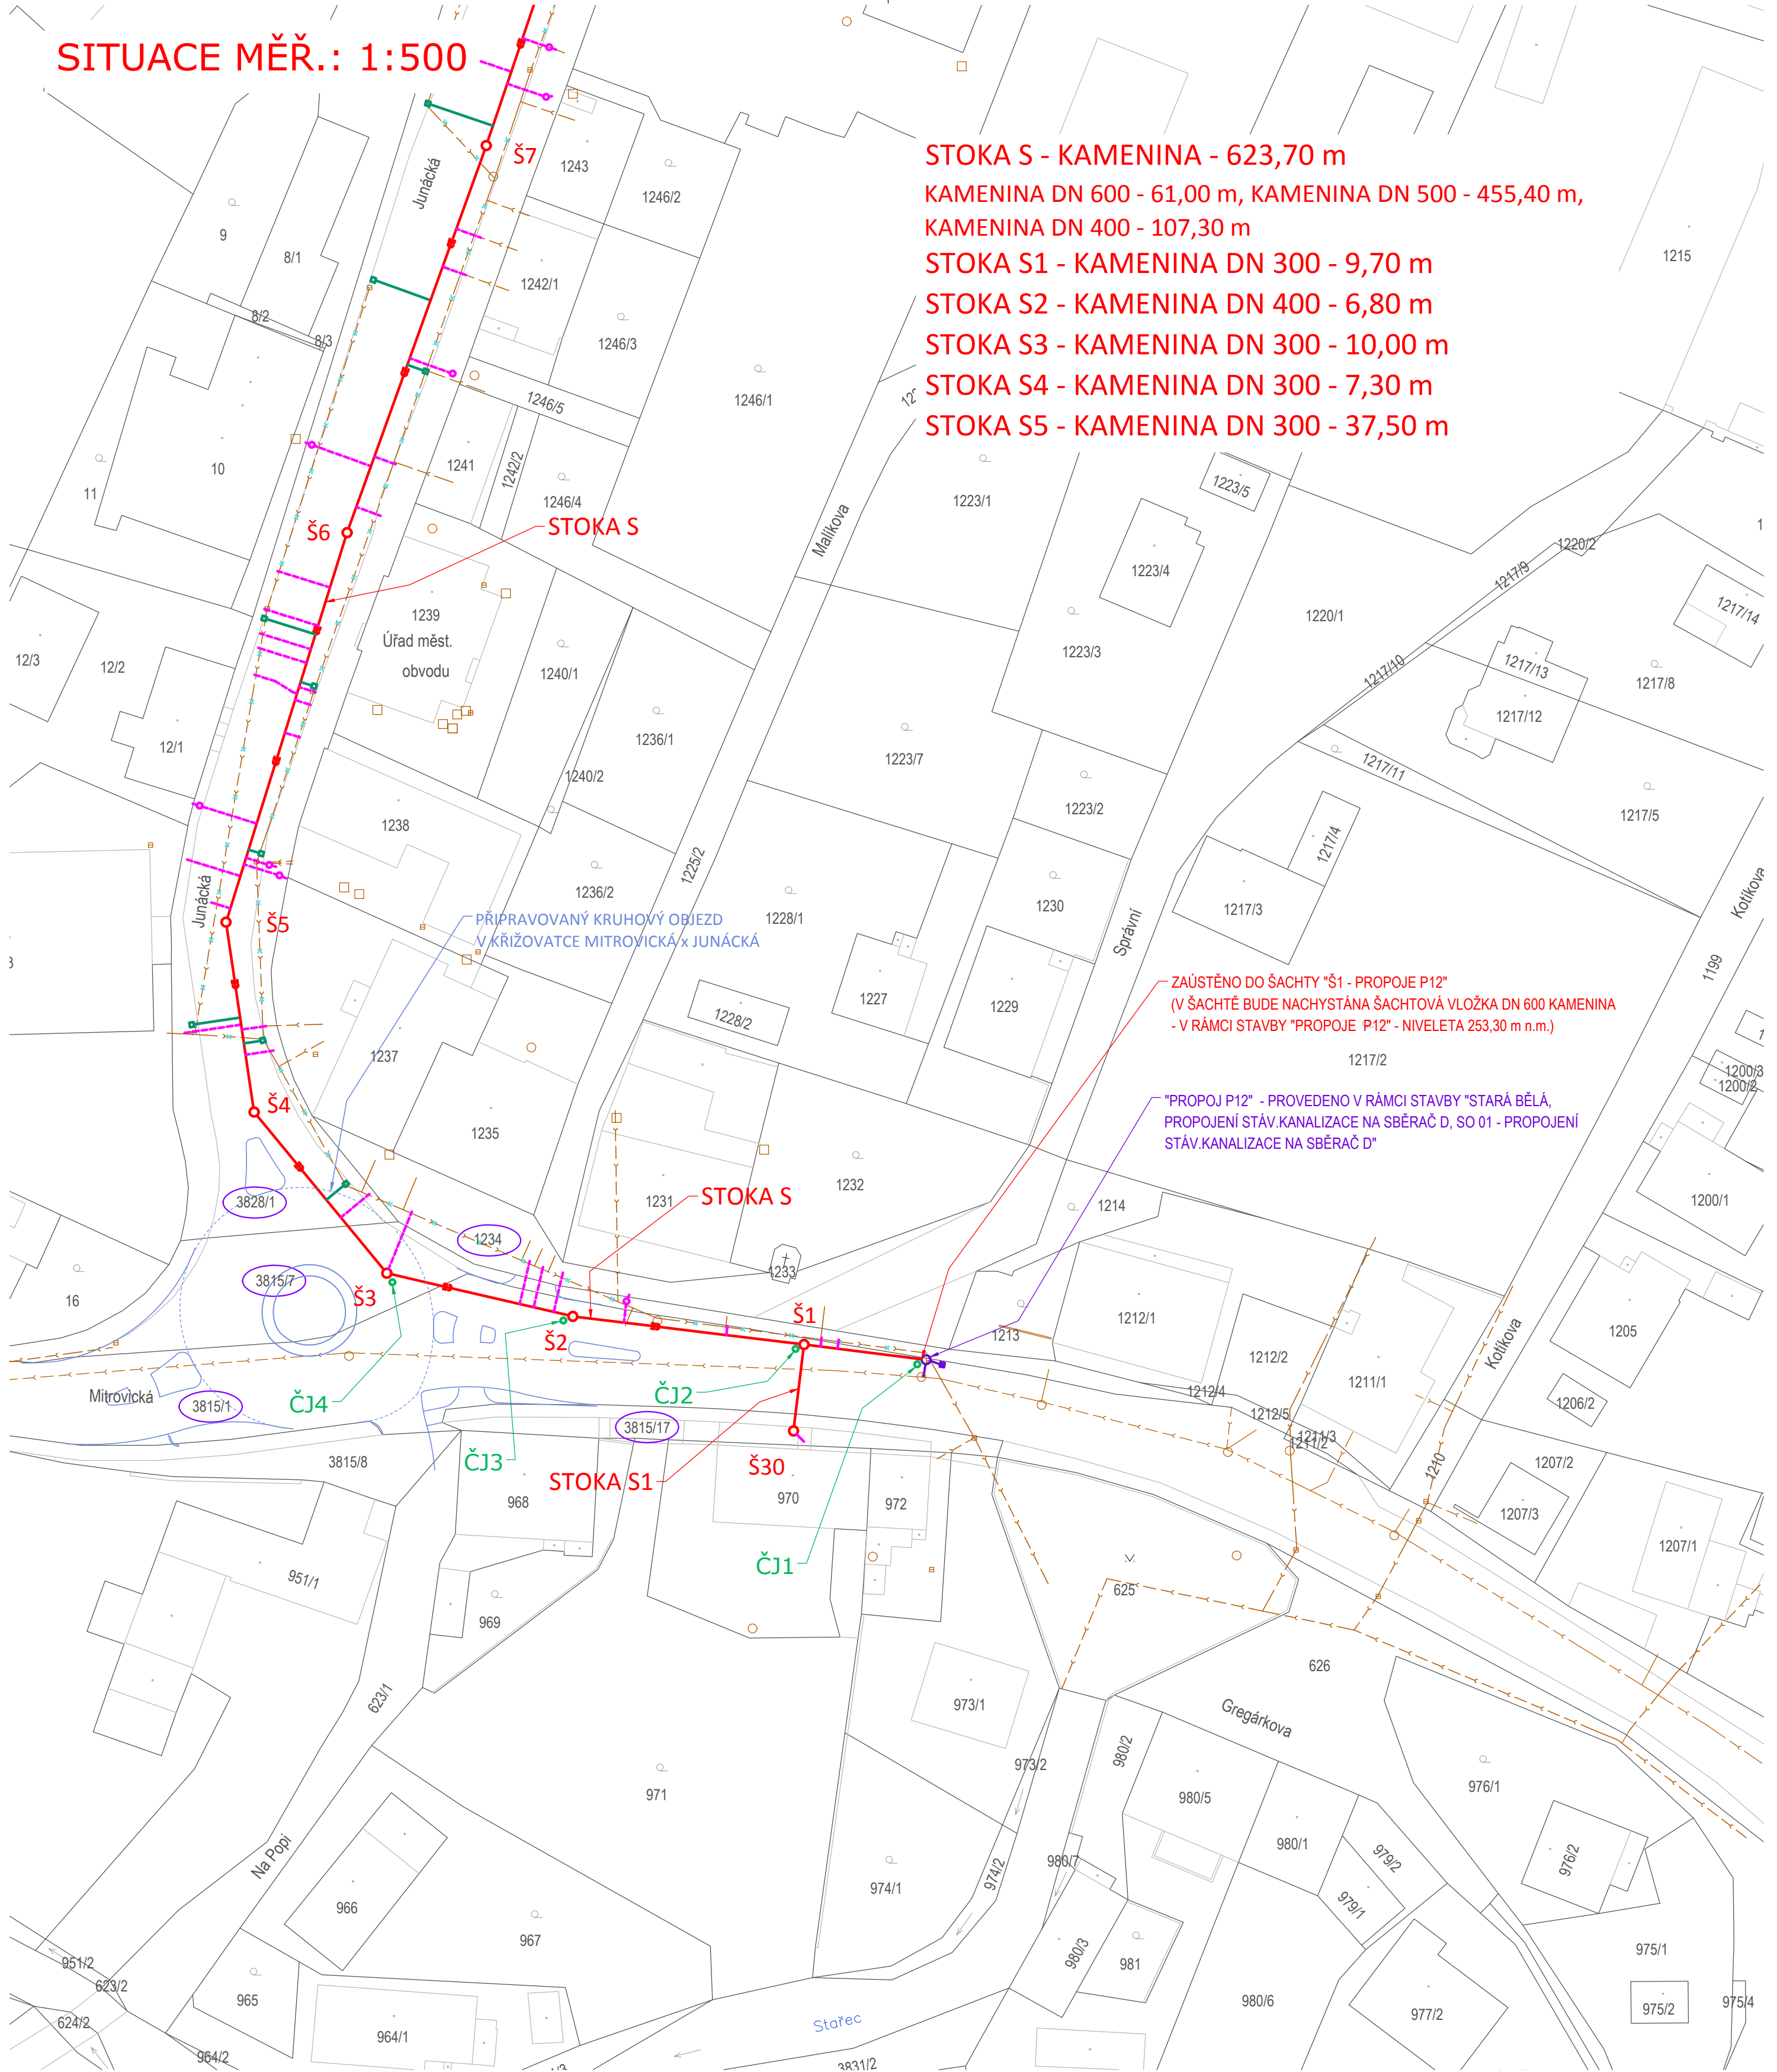 SITUACE MĚŘ.: 1:500
STOKA S - KAMENINA - 623,70 m
KAMENINA DN 600 - 61,00 m, KAMENINA DN 500 - 455,40 m,
KAMENINA DN 400 - 107,30 m
STOKA S1 - KAMENINA DN 300 - 9,70 m
STOKA S2 - KAMENINA DN 400 - 6,80 m
STOKA S3 - KAMENINA DN 300 - 10,00 m
STOKA S4 - KAMENINA DN 300 - 7,30 m
STOKA S5 - KAMENINA DN 300 - 37,50 m
Š7
Junácká
1243
1246/2
9
8/1
1242/1
1215
8/2
8/3
1246/3
1246/5
1246/1
10
11
1241
1242/2
1246/4
1223/1
1223/5
Malíkova
STOKA S
Š6
1223/4
1220/2
1217/9
1217/14
1239
Úřad měst.
obvodu
1220/1
12/3
12/2
1240/1
1223/3
1217/10
1217/13
1217/8
1217/12
12/1
1236/1
1240/2
1223/7
1217/11
1223/2
1217/5
1238
1225/2
1217/4
1236/2
1228/1
1230
1217/3
Kotlkova
Junácká
Š5
PŘIPRAVOVANÝ KRUHOVÝ OBJEZD
V KŘIŽOVATCE MITROVICKÁ x JUNÁCKÁ
Správní
1199
1227
1229
1228/2
ZAÚSTĚNO DO ŠACHTY "Š1 - PROPOJE P12"
(V ŠACHTĚ BUDE NACHYSTÁNA ŠACHTOVÁ VLOŽKA DN 600 KAMENINA
- V RÁMCI STAVBY "PROPOJE P12" - NIVELETA 253,30 m n.m.)
1237
1217/2
1200/3
1200/2
Š4
"PROPOJ P12" - PROVEDENO V RÁMCI STAVBY "STARÁ BĚLÁ,
PROPOJENÍ STÁV.KANALIZACE NA SBĚRAČ D, SO 01 - PROPOJENÍ
STÁV.KANALIZACE NA SBĚRAČ D"
1235
3828/1
1231
STOKA S
1232
1214
1200/1
1234
16
3815/7
Š3
1233
Š1
Š2
1213
1212/1
1205
Kotlkova
1212/2
1211/1
Mitrovická
3815/1
ČJ4
ČJ2
1212/4
1212/5
1206/2
3815/17
1211/3
1211/2
3815/8
ČJ3
Š30
STOKA S1
1210
1207/2
968
970
972
1207/3
ČJ1
1207/1
951/1
625
969
626
623/1
973/1
Gregárkova
980/2
973/2
971
980/5
976/1
980/1
Na Popi
979/2
976/2
974/1
974/2
980/7
979/1
966
967
980/3
981
975/1
951/2
623/2
965
980/6
977/2
975/2
975/4
624/2
964/1
Stařec
964/2
3831/2